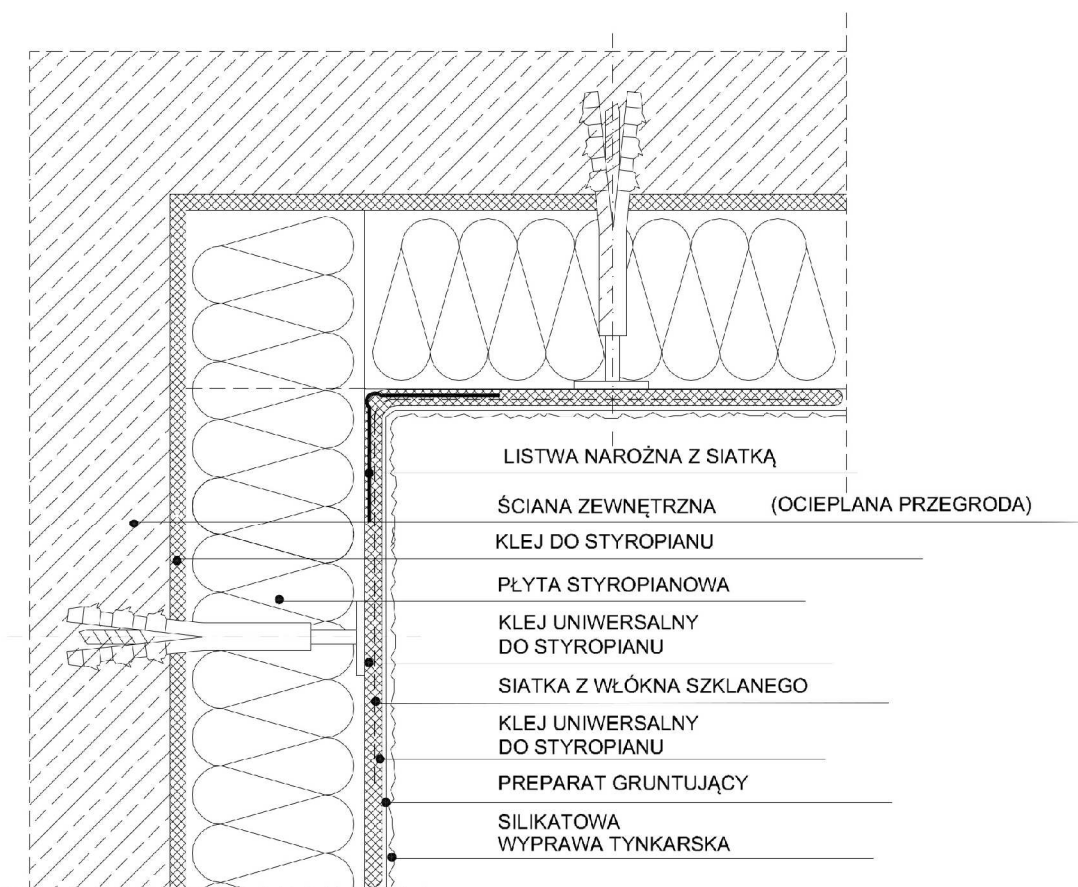 LISTWA NAROŻNA Z SIATKĄ
ŚCIANA ZEWNĘTRZNA (OCIEPLANA PRZEGRODA)
KLEJ DO STYROPIANU
PŁYTA STYROPIANOWA
KLEJ UNIWERSALNY
DO STYROPIANU
SIATKA Z WŁÓKNA SZKLANEGO
KLEJ UNIWERSALNY
DO STYROPIANU
PREPARAT GRUNTUJĄCY
SILIKATOWA
WYPRAWA TYNKARSKA